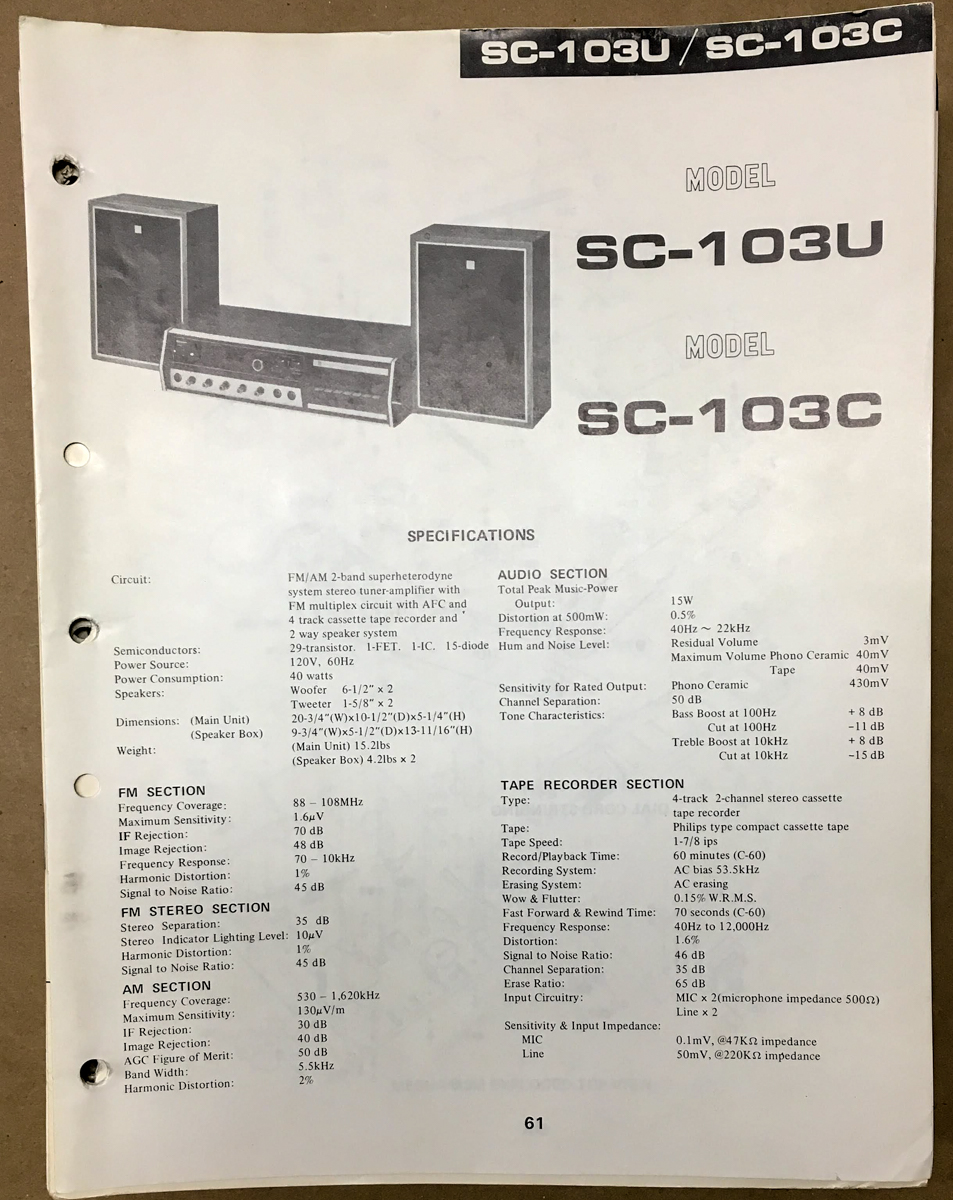 SC-103U / SC-103C
MODEL
SC-103U
MODEL
SC-103C
SPECIFICATIONS
Circuit: FM/AM 2-band superheterodyne
system stereo tuner-amplifier with
FM multiplex circuit with AFC and
4 track cassette tape recorder and
2 way speaker system
Semiconductors: 29-transistor. 1-FET. 1-IC. 15-diode
Power Source: 120V, 60Hz
Power Consumption: 40 watts
Speakers: Woofer 6-1/2" x 2
Tweeter 1-5/8" x 2
Dimensions: (Main Unit) 20-3/4"(W)x10-1/2"(D)x5-1/4"(H)
(Speaker Box) 9-3/4"(W)x5-1/2"(D)x13-11/16"(H)
Weight: (Main Unit) 15.2lbs
(Speaker Box) 4.2lbs x 2
FM SECTION
Frequency Coverage: 88 – 108MHz
Maximum Sensitivity: 1.6μV
IF Rejection: 70 dB
Image Rejection: 48 dB
Frequency Response: 70 – 10kHz
Harmonic Distortion: 1%
Signal to Noise Ratio: 45 dB
FM STEREO SECTION
Stereo Separation: 35 dB
Stereo Indicator Lighting Level: 10μV
Harmonic Distortion: 1%
Signal to Noise Ratio: 45 dB
AM SECTION
Frequency Coverage: 530 – 1,620kHz
Maximum Sensitivity: 130μV/m
IF Rejection: 30 dB
Image Rejection: 40 dB
AGC Figure of Merit: 50 dB
Band Width: 5.5kHz
Harmonic Distortion: 2%
AUDIO SECTION
Total Peak Music-Power
Output: 15W
Distortion at 500mW: 0.5%
Frequency Response: 40Hz ~ 22kHz
Hum and Noise Level: Residual Volume 3mV
Maximum Volume Phono Ceramic 40mV
Tape 40mV
Sensitivity for Rated Output: Phono Ceramic 430mV
Channel Separation: 50 dB
Tone Characteristics: Bass Boost at 100Hz + 8 dB
Cut at 100Hz –11 dB
Treble Boost at 10kHz + 8 dB
Cut at 10kHz –15 dB
TAPE RECORDER SECTION
Type: 4-track 2-channel stereo cassette
tape recorder
Tape: Philips type compact cassette tape
Tape Speed: 1-7/8 ips
Record/Playback Time: 60 minutes (C-60)
Recording System: AC bias 53.5kHz
Erasing System: AC erasing
Wow & Flutter: 0.15% W.R.M.S.
Fast Forward & Rewind Time: 70 seconds (C-60)
Frequency Response: 40Hz to 12,000Hz
Distortion: 1.6%
Signal to Noise Ratio: 46 dB
Channel Separation: 35 dB
Erase Ratio: 65 dB
Input Circuitry: MIC x 2(microphone impedance 500Ω)
Line x 2
Sensitivity & Input Impedance:
MIC 0.1mV, @47KΩ impedance
Line 50mV, @220KΩ impedance
61